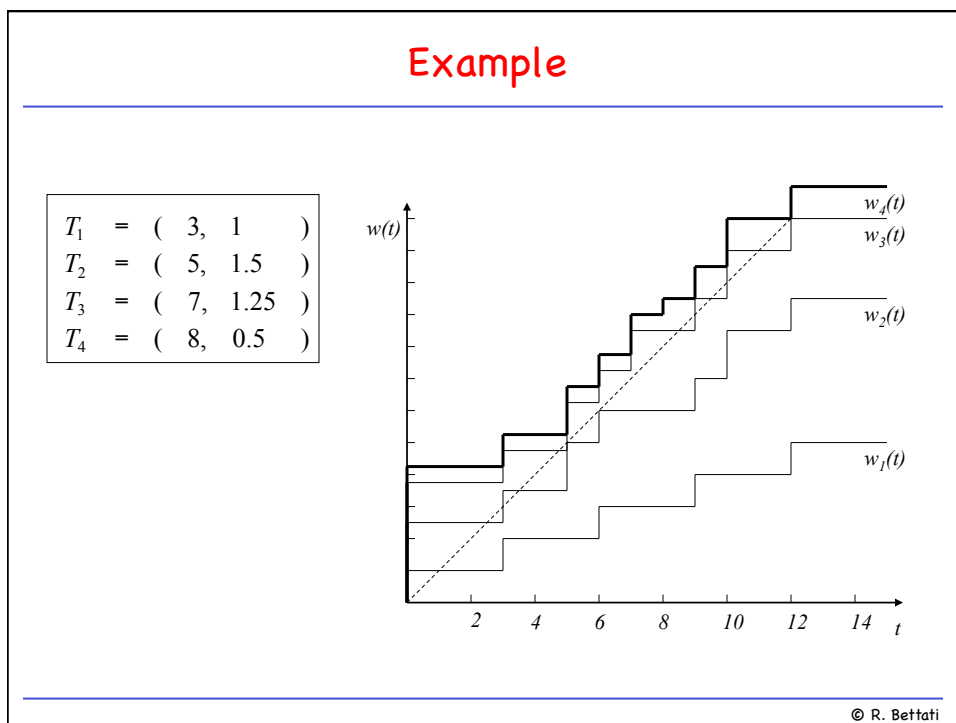 Example
T1 = ( 3, 1 )
T2 = ( 5, 1.5 )
T3 = ( 7, 1.25 )
T4 = ( 8, 0.5 )
w(t)
w4(t)
w3(t)
w2(t)
w1(t)
2 4 6 8 10 12 14
t
© R. Bettati